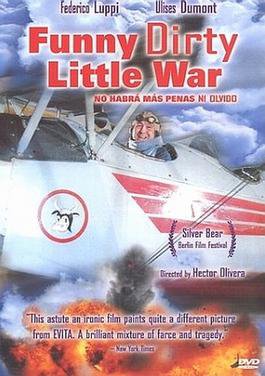 Federico Luppi Ulises Dumont
Funny Dirty
Little War
NO HABRÁ MÁS PENAS NI OLVIDO
Silver Bear
Berlin Film Festival
Directed by Hector Olivera
"This astute an ironic film paints quite a different picture
from EVITA. A brilliant mixture of farce and tragedy."
– New York Times
DVD